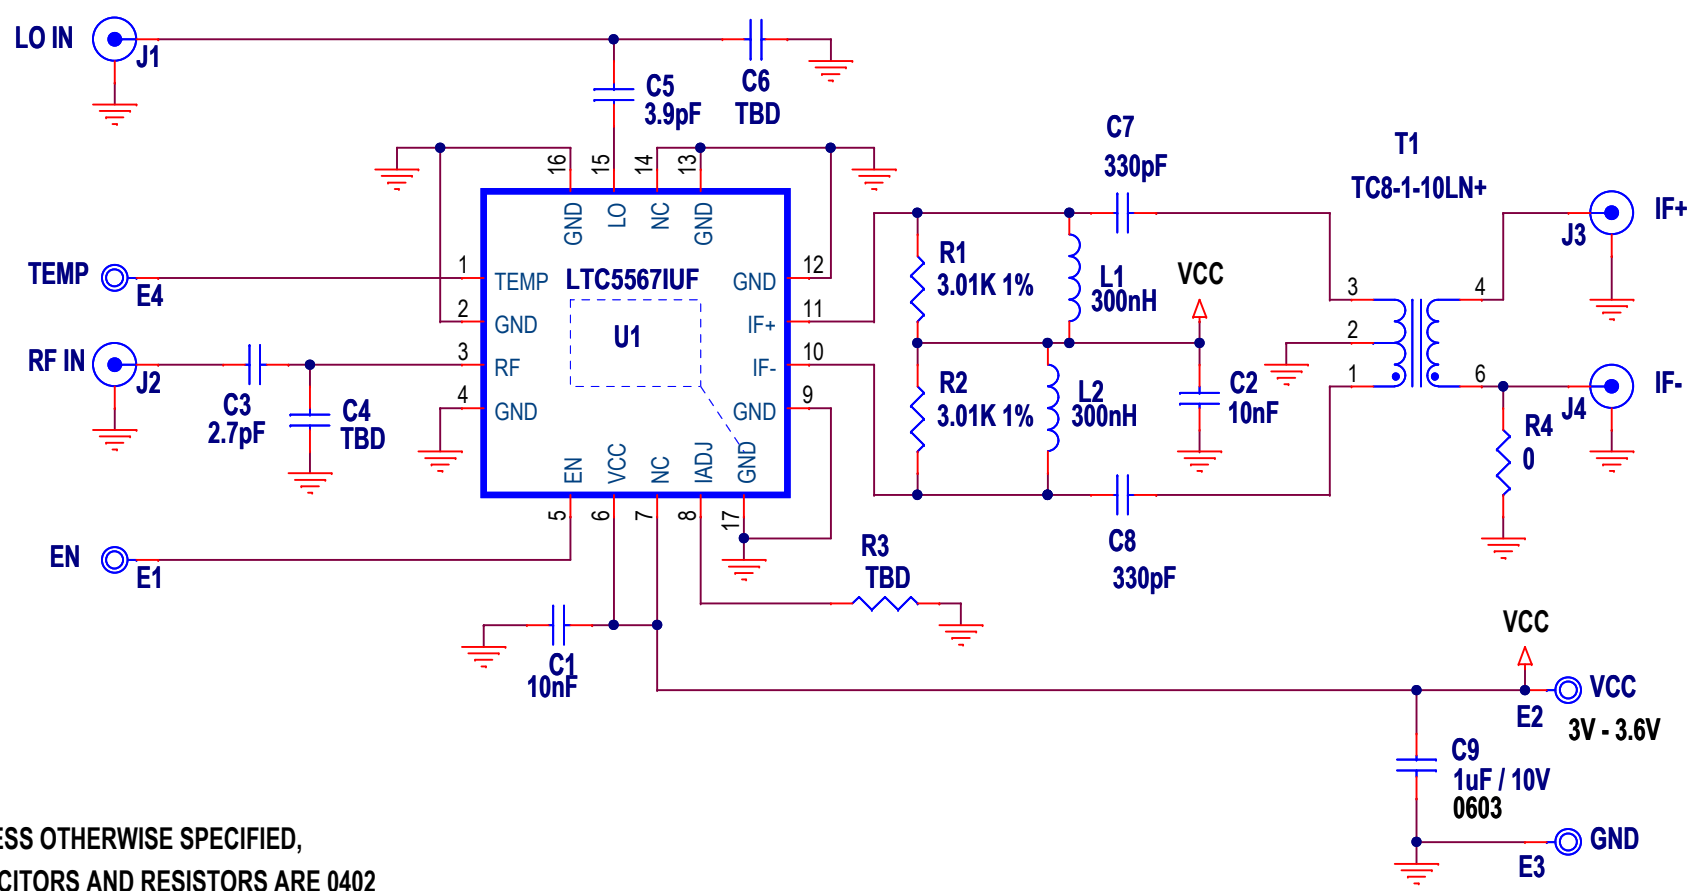 LO IN
J1
C5
3.9pF
C6
TBD
C7
330pF
T1
TC8-1-10LN+
IF+
J3
16
15
14
13
GND
LO
NC
GND
TEMP
E4
1
TEMP
LTC5567IUF
GND
12
2
GND
U1
IF+
11
RF IN
J2
3
RF
IF-
10
4
GND
GND
9
C3
2.7pF
C4
TBD
EN
VCC
NC
IADJ
GND
5
6
7
8
17
R1
3.01K 1%
L1
300nH
VCC
R2
3.01K 1%
L2
300nH
C2
10nF
3
2
1
4
6
IF-
J4
R4
0
C8
330pF
EN
E1
R3
TBD
C1
10nF
VCC
VCC
E2
3V - 3.6V
C9
1uF / 10V
0603
GND
E3
ESS OTHERWISE SPECIFIED,
CITORS AND RESISTORS ARE 0402